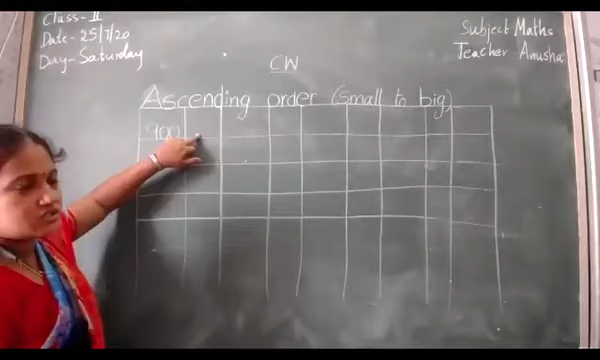 Class-II
Date-25/7/20
Day-Saturday
Subject Maths
Teacher Anusha
CW
Ascending order (small to big)
900